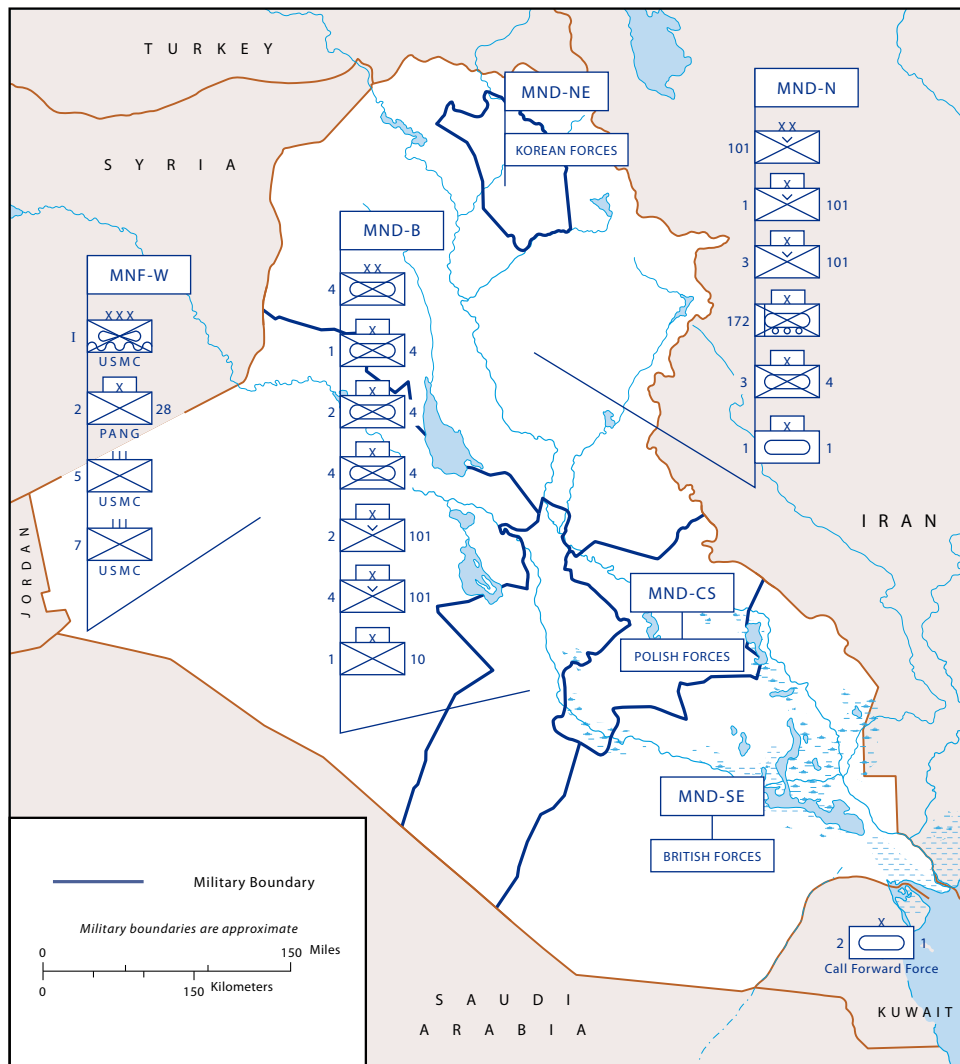 TURKEY
SYRIA
JORDAN
IRAN
SAUDI
ARABIA
KUWAIT
MND-NE
KOREAN FORCES
MND-N
XX
101
X
1 101
X
3 101
X
172
X
3 4
X
1 1
MND-B
XX
4
X
1 4
X
2 4
X
4 4
X
2 101
X
4 101
X
1 10
MNF-W
XXX
I
USMC
X
2 28
PANG
III
5
USMC
III
7
USMC
MND-CS
POLISH FORCES
MND-SE
BRITISH FORCES
X
2 1
Call Forward Force
Military Boundary
Military boundaries are approximate
0 150 Miles
0 150 Kilometers